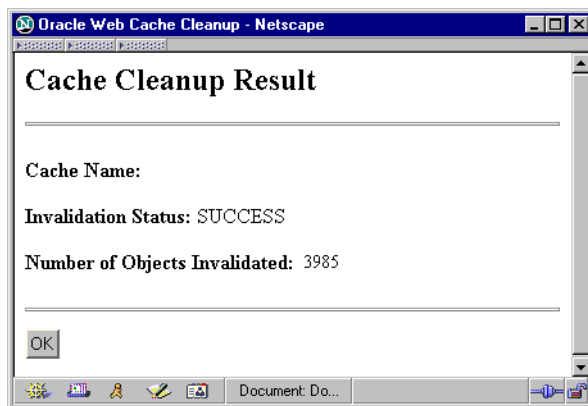 Oracle Web Cache Cleanup - Netscape
Cache Cleanup Result
Cache Name:
Invalidation Status: SUCCESS
Number of Objects Invalidated: 3985
OK
Document: Do...